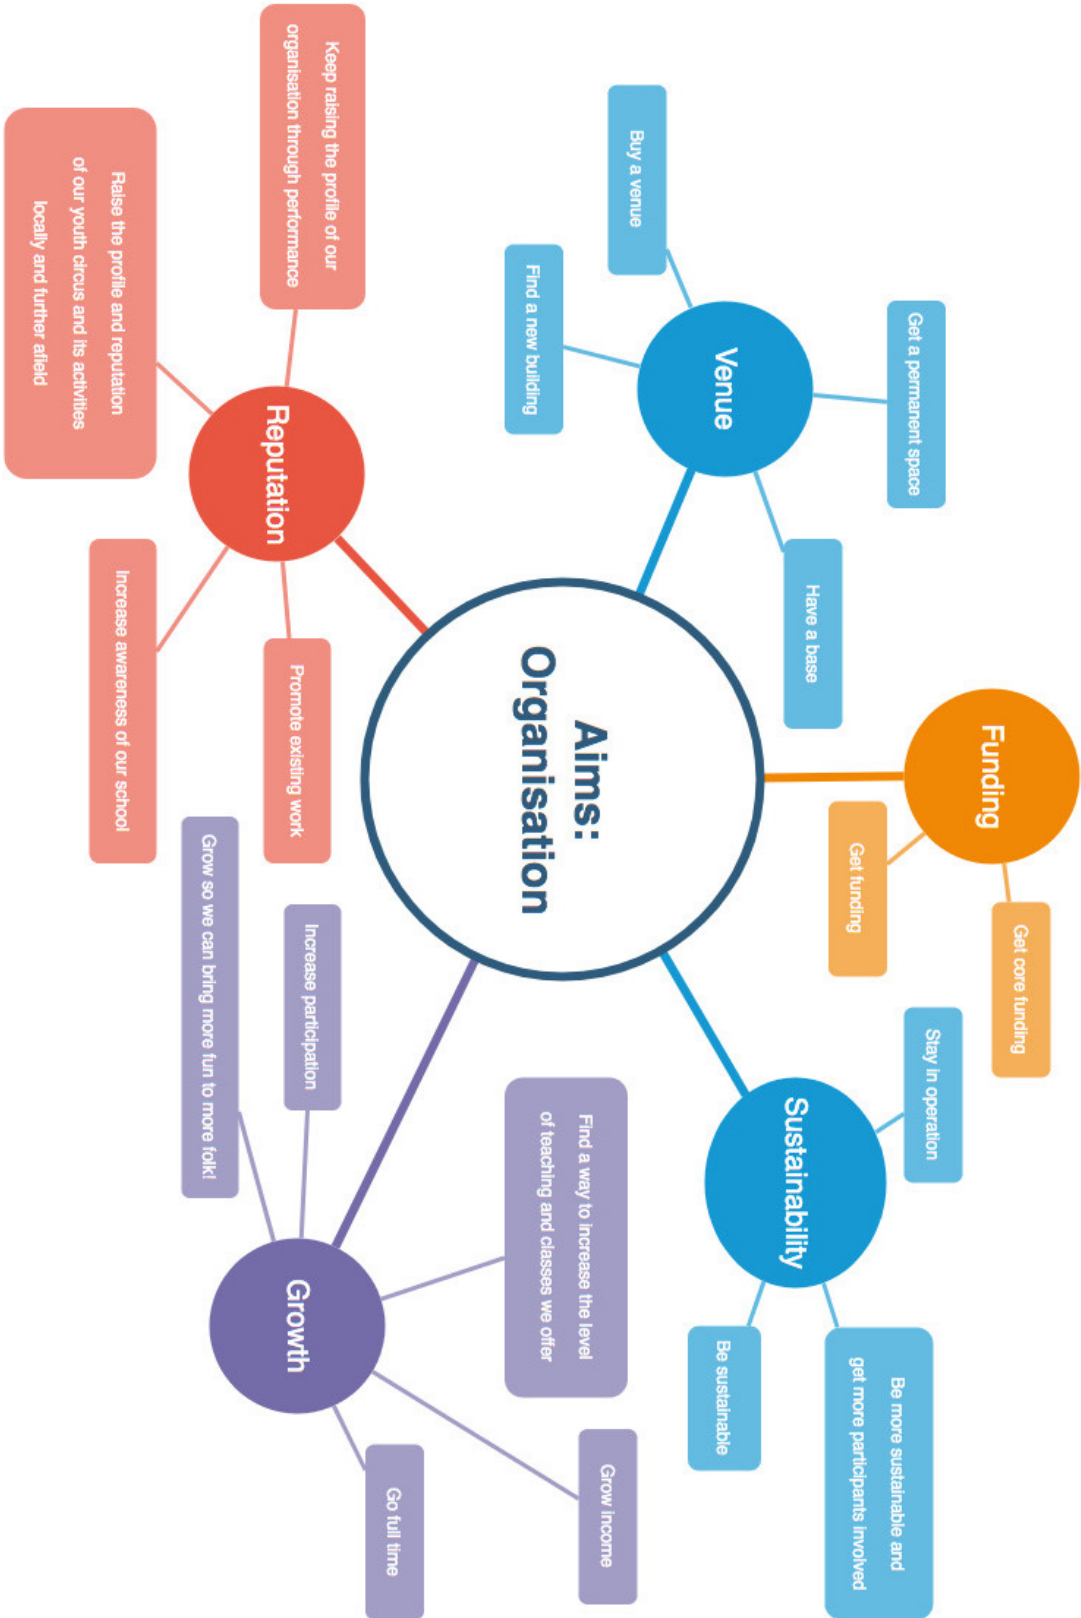 Aims:
Organisation
Venue
Buy a venue
Find a new building
Get a permanent space
Have a base
Funding
Get funding
Get core funding
Sustainability
Stay in operation
Be more sustainable and
get more participants involved
Be sustainable
Growth
Find a way to increase the level
of teaching and classes we offer
Grow income
Go full time
Increase participation
Grow so we can bring more fun to more folk!
Reputation
Keep raising the profile of our
organisation through performance
Raise the profile and reputation
of our youth circus and its activities
locally and further afield
Promote existing work
Increase awareness of our school